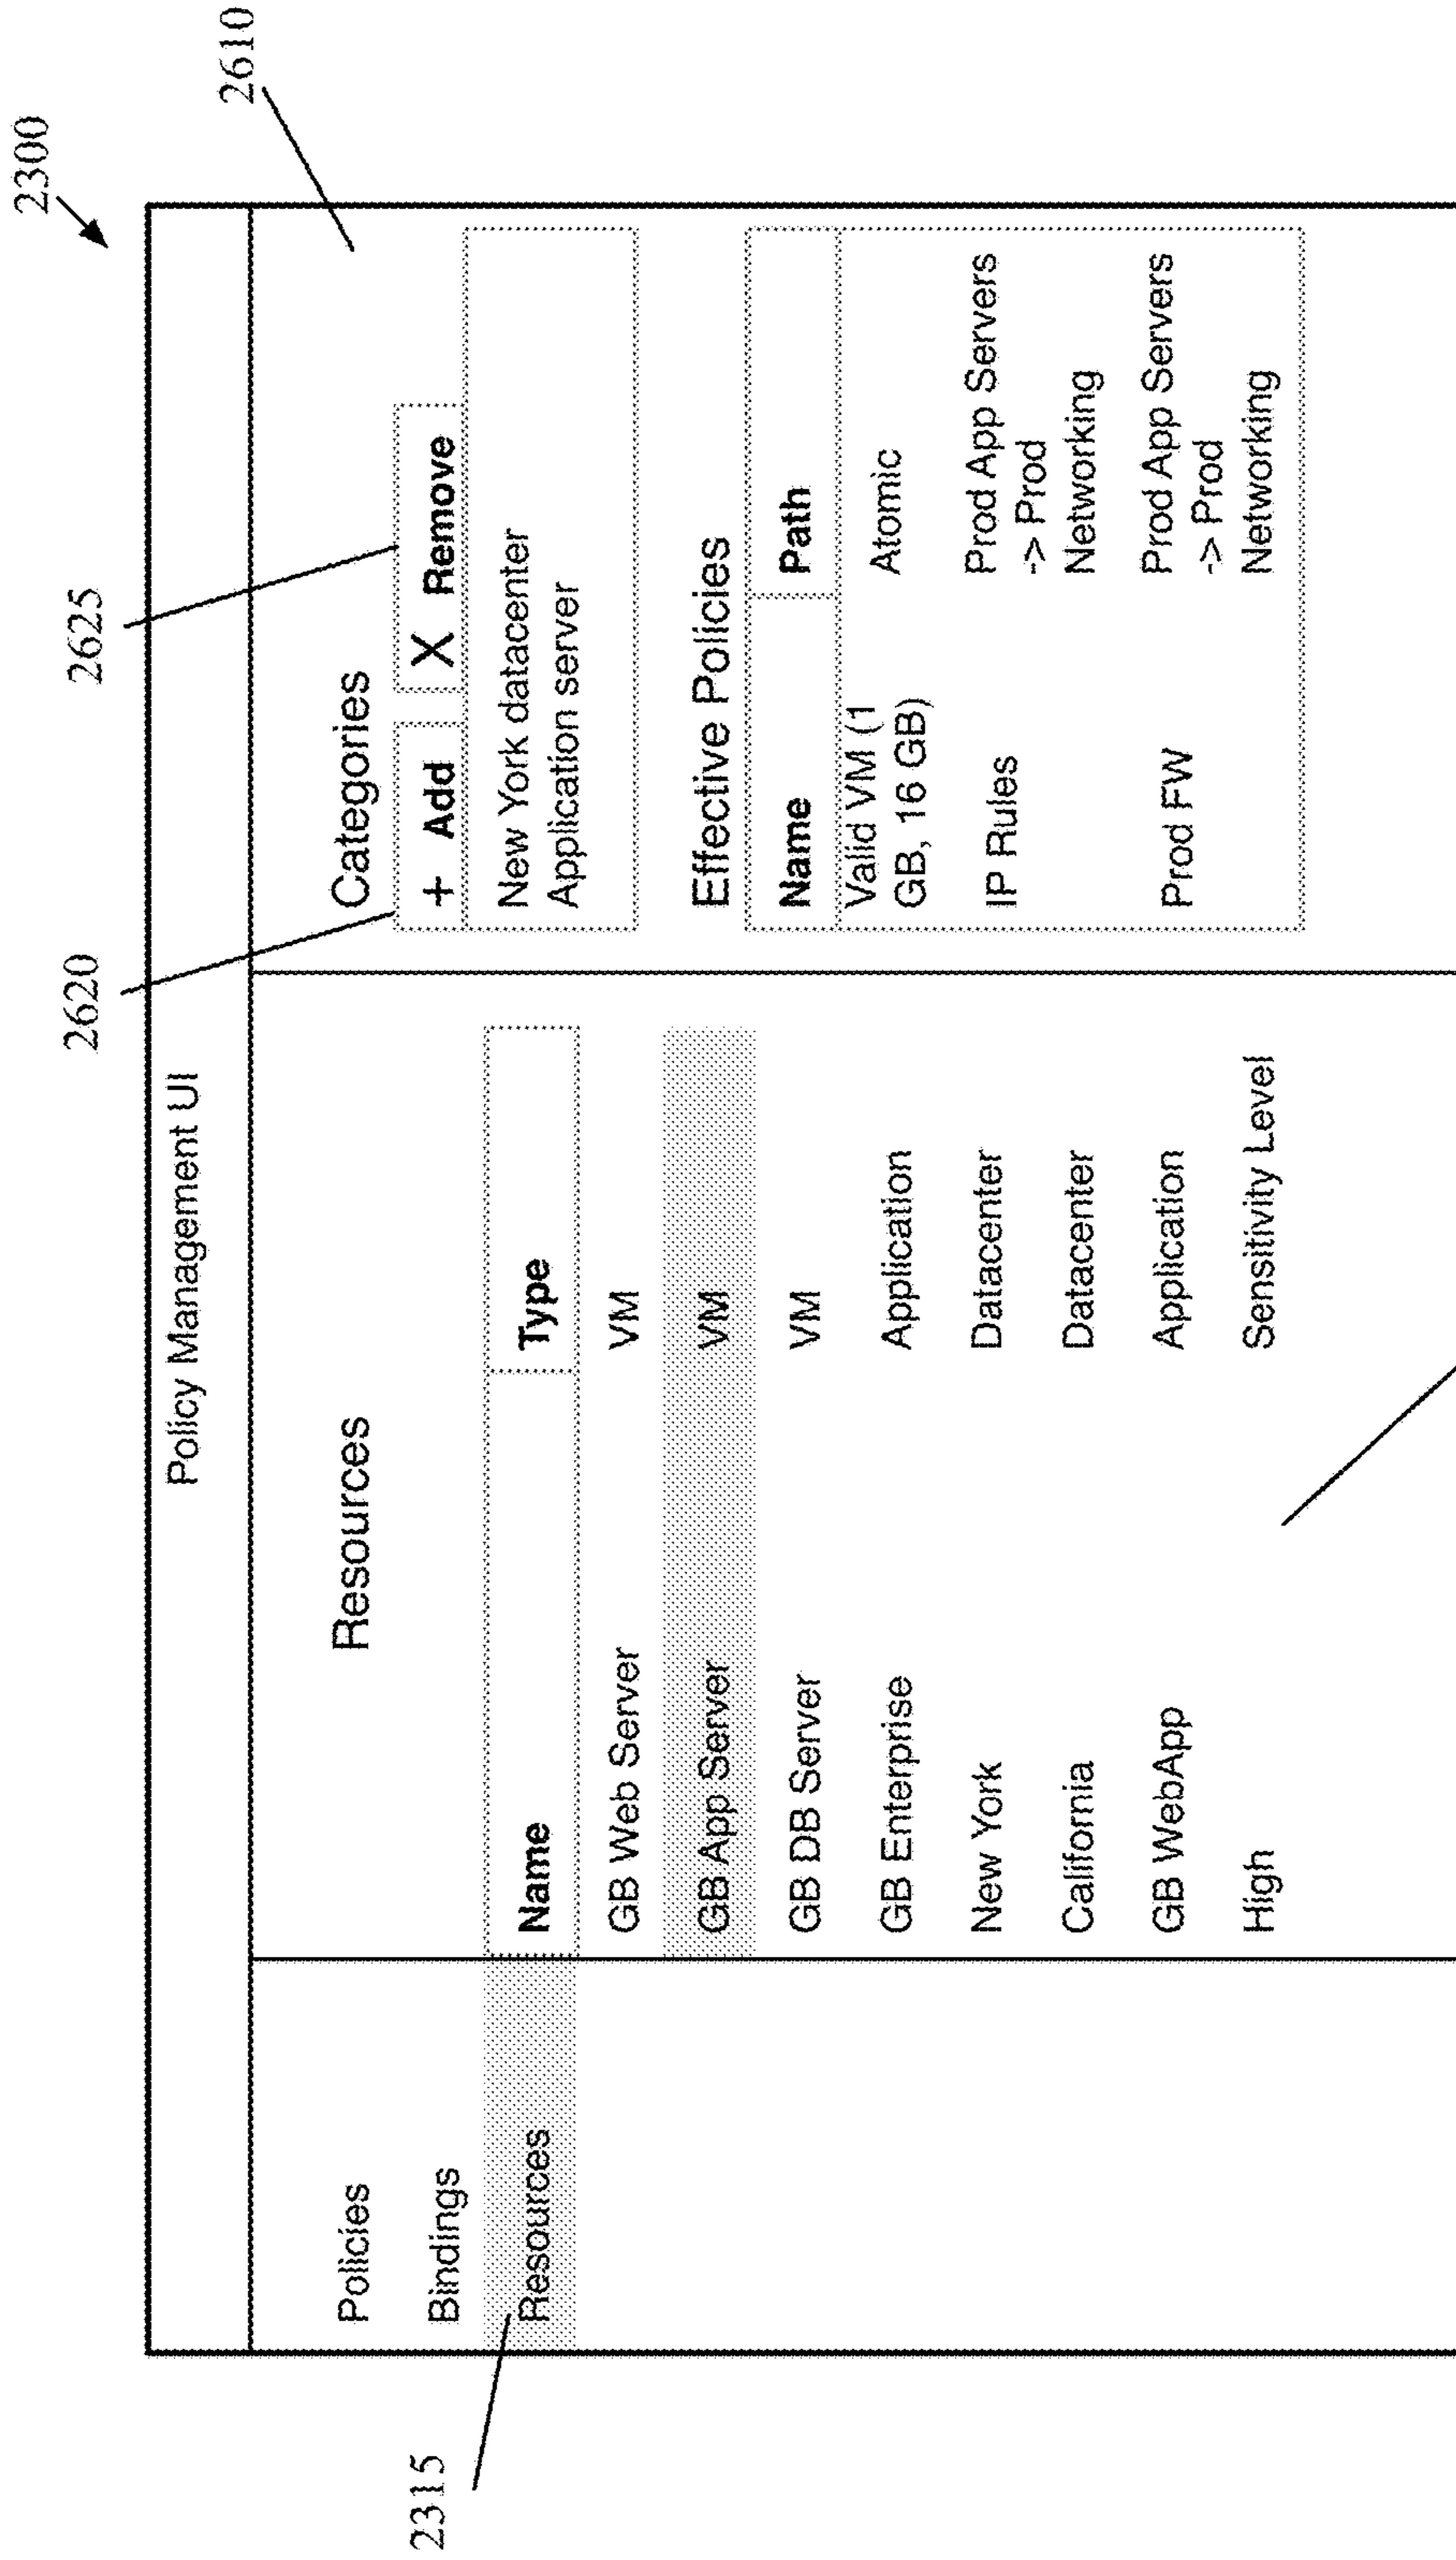 2300
2610
2625
2620
2315
Policy Management UI
Policies
Bindings
Resources
Resources
Name Type
GB Web Server VM
GB App Server VM
GB DB Server VM
GB Enterprise Application
New York Datacenter
California Datacenter
GB WebApp Application
High Sensitivity Level
Categories
+ Add X Remove
New York datacenter
Application server
Effective Policies
Name Path
Valid VM (1
GB, 16 GB) Atomic
IP Rules Prod App Servers
-> Prod
Networking
Prod FW Prod App Servers
-> Prod
Networking